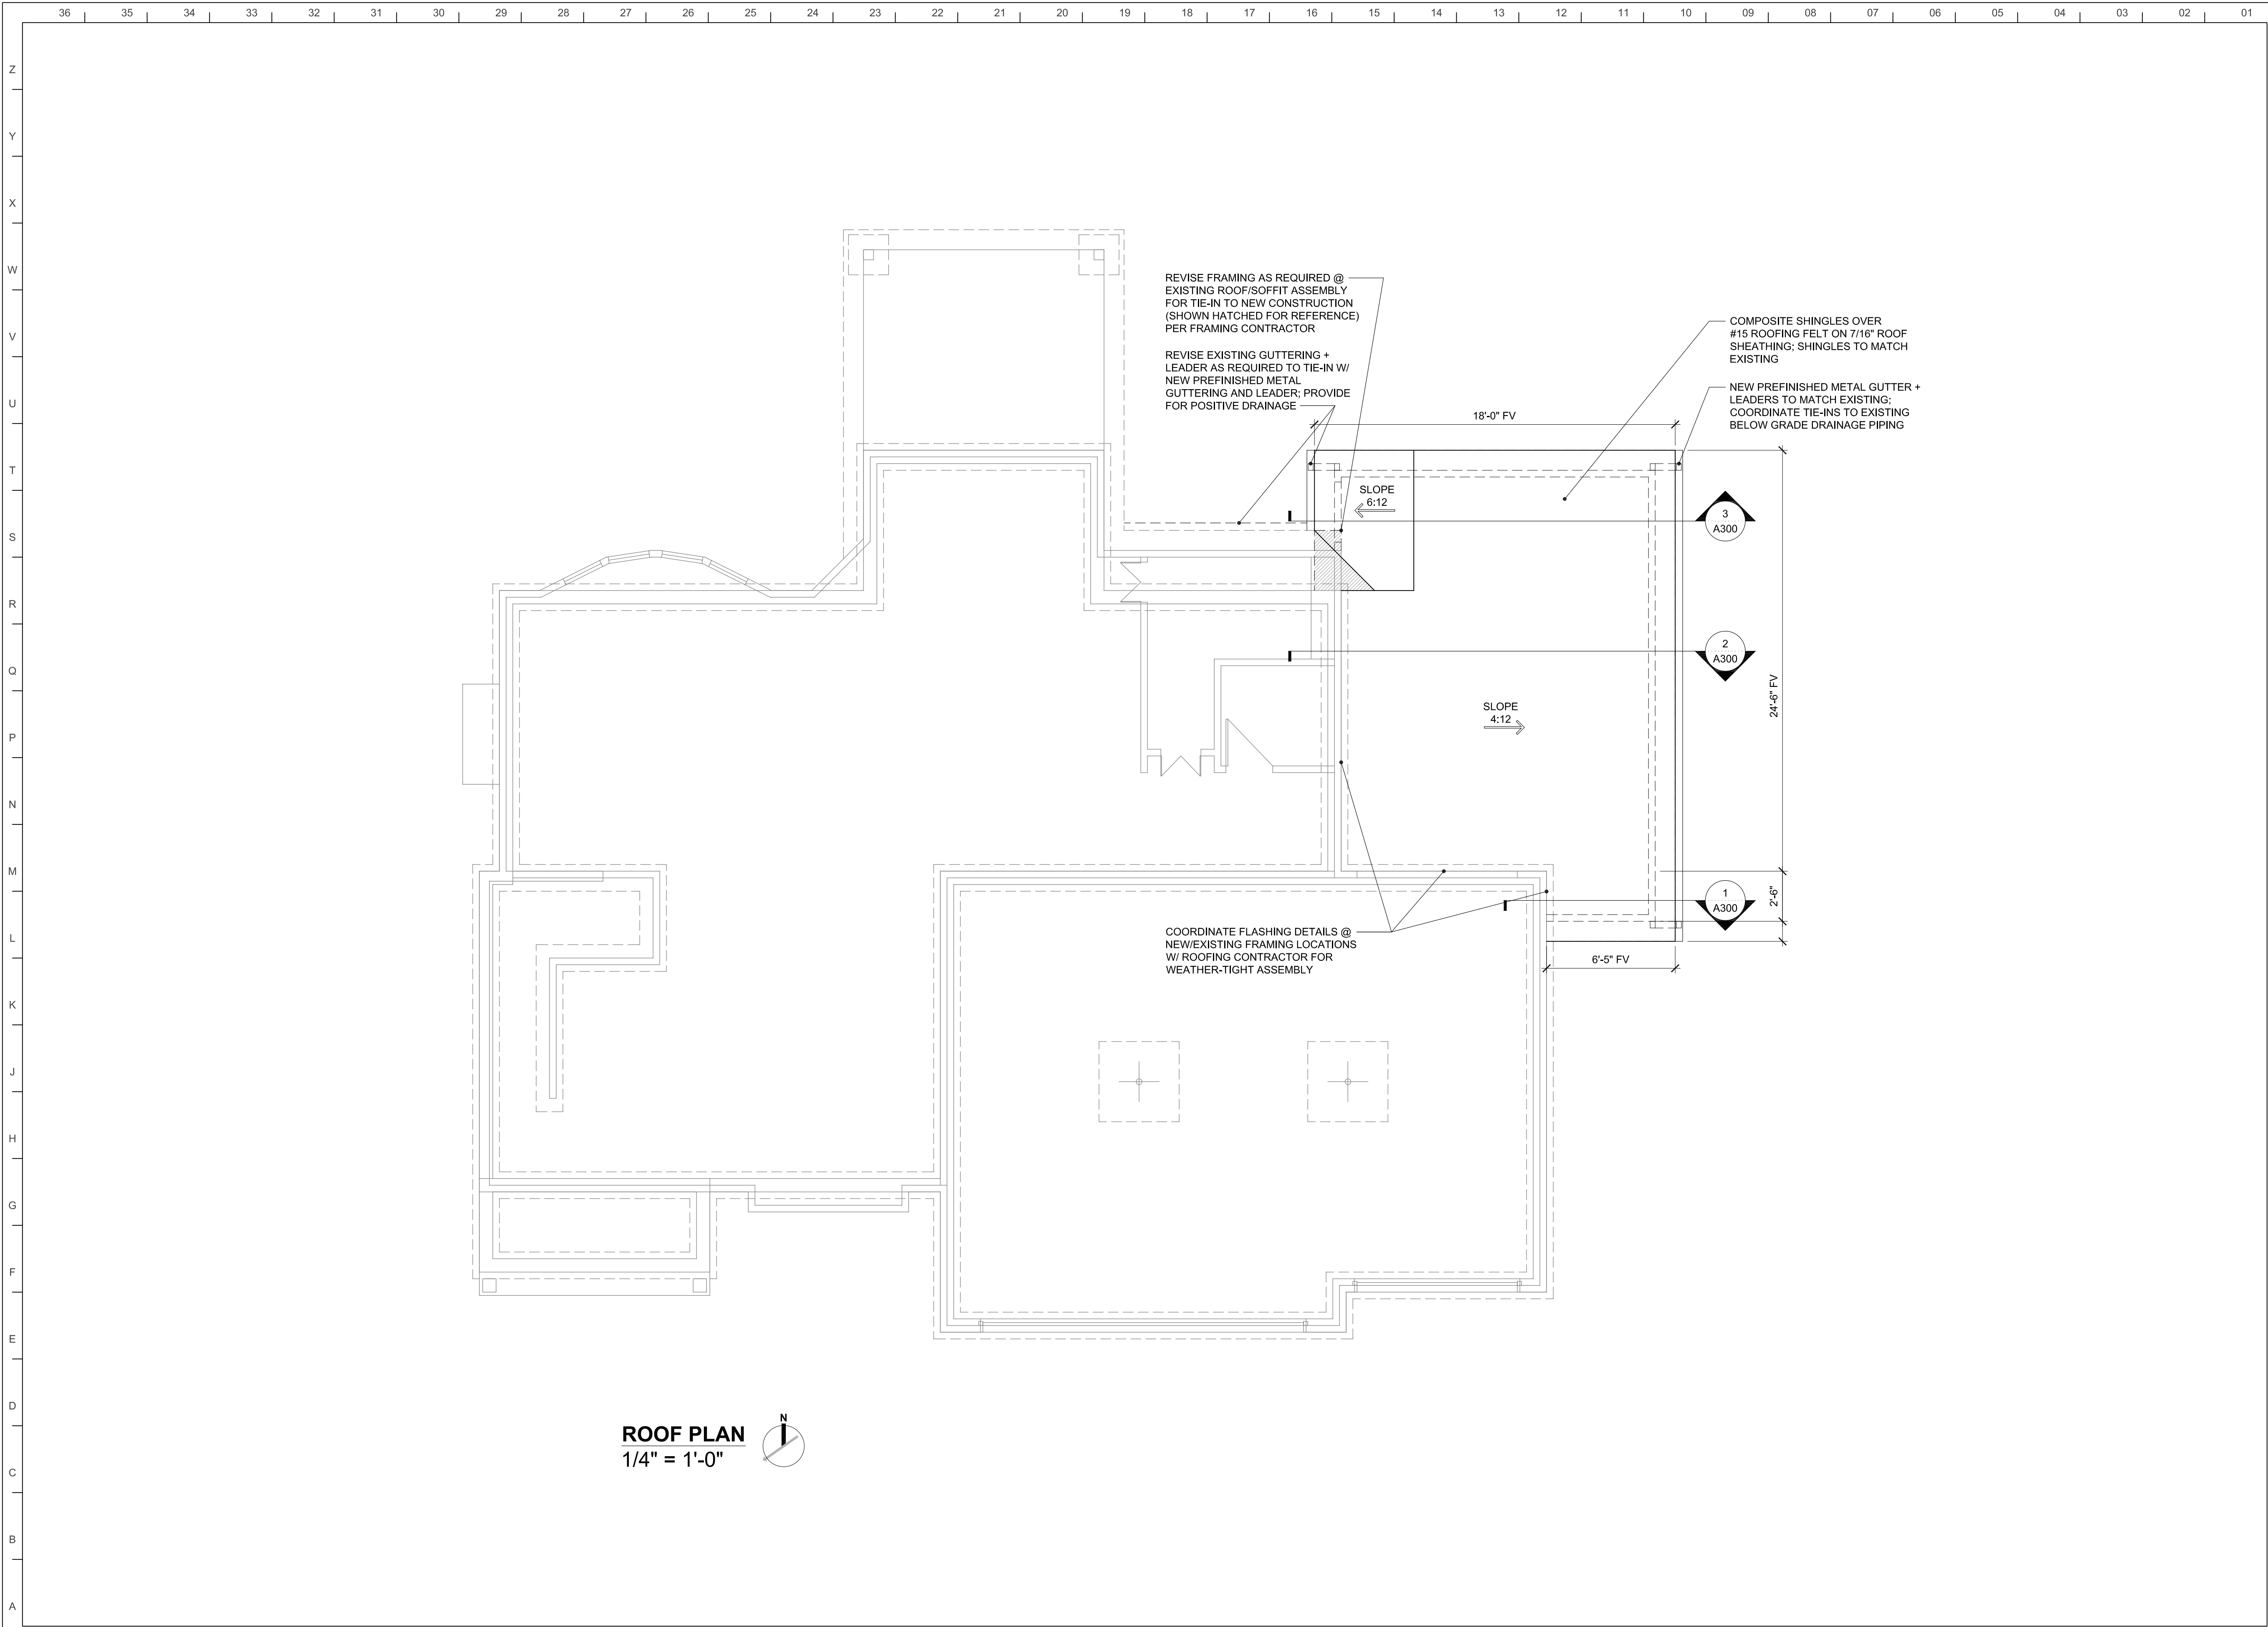 36 35 34 33 32 31 30 29 28 27 26 25 24 23 22 21 20 19 18 17 16 15 14 13 12 11 10 09 08 07 06 05 04 03 02 01
Z
Y
X
W
V
U
T
S
R
Q
P
N
M
L
K
J
H
G
F
E
D
C
B
A
REVISE FRAMING AS REQUIRED @
EXISTING ROOF/SOFFIT ASSEMBLY
FOR TIE-IN TO NEW CONSTRUCTION
(SHOWN HATCHED FOR REFERENCE)
PER FRAMING CONTRACTOR
REVISE EXISTING GUTTERING +
LEADER AS REQUIRED TO TIE-IN W/
NEW PREFINISHED METAL
GUTTERING AND LEADER; PROVIDE
FOR POSITIVE DRAINAGE
COMPOSITE SHINGLES OVER
#15 ROOFING FELT ON 7/16" ROOF
SHEATHING; SHINGLES TO MATCH
EXISTING
NEW PREFINISHED METAL GUTTER +
LEADERS TO MATCH EXISTING;
COORDINATE TIE-INS TO EXISTING
BELOW GRADE DRAINAGE PIPING
18'-0" FV
SLOPE
6:12
3
A300
2
A300
24'-6" FV
SLOPE
4:12
1
A300
2'-6"
COORDINATE FLASHING DETAILS @
NEW/EXISTING FRAMING LOCATIONS
W/ ROOFING CONTRACTOR FOR
WEATHER-TIGHT ASSEMBLY
6'-5" FV
ROOF PLAN
1/4" = 1'-0"
N